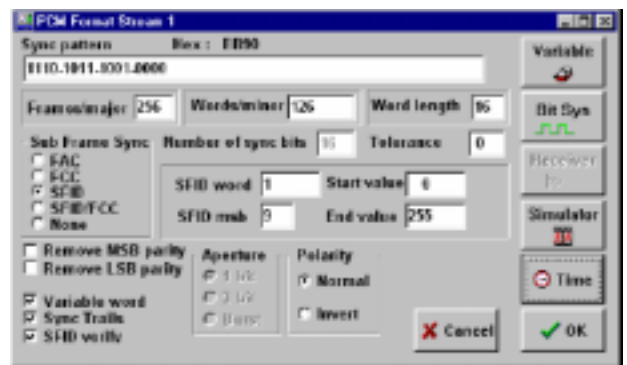 PCM Format Stream 1
Sync pattern Hex : EB90
1110-1011-1001-0000
Variable
Frames/major 256 Words/minor 126 Word length 16
Bit Syn
Sub Frame Sync Number of sync bits 16 Tolerance 0
FAC
FCC
SFID
SFID/FCC
None
Receiver
SFID word 1 Start value 0
SFID msb 9 End value 255
Simulator
Remove MSB parity
Remove LSB parity
Aperture Polarity
Normal
Invert
Burst
Time
Variable word
Sync Trails
SFID verify
Cancel
OK